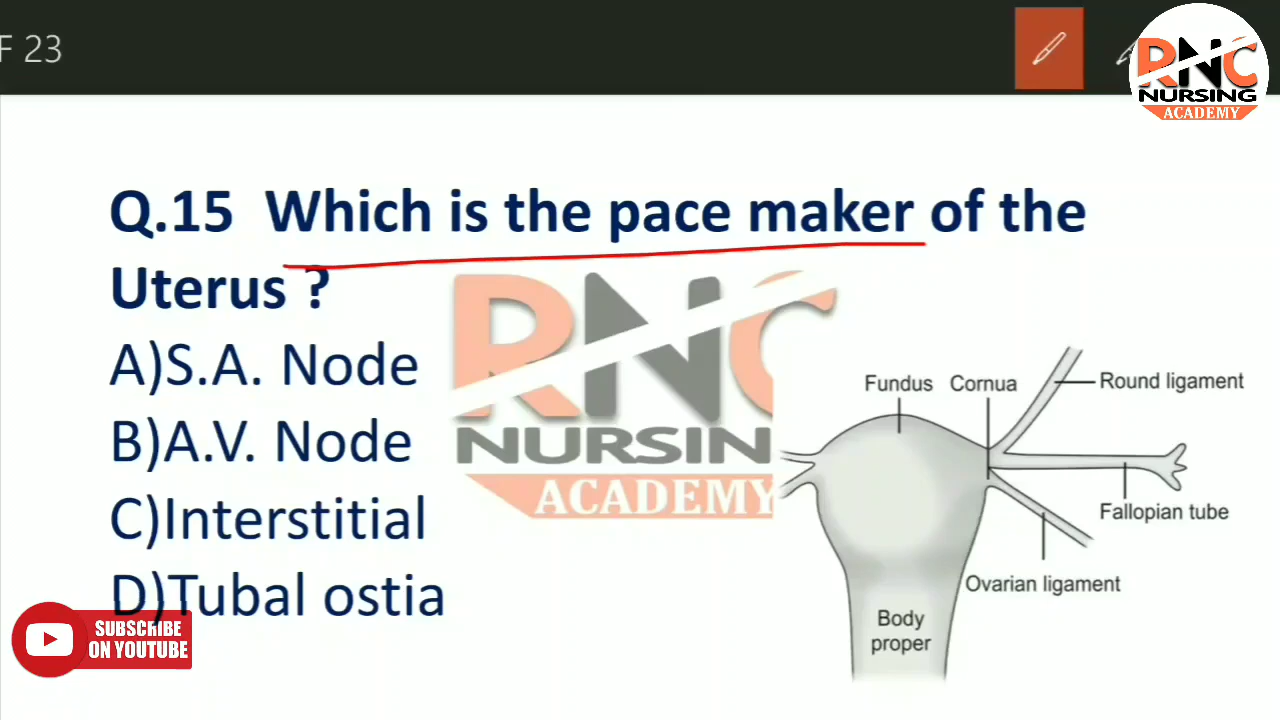 F 23
RNC
NURSING
ACADEMY
Q.15 Which is the pace maker of the
Uterus ?
A)S.A. Node
B)A.V. Node
C)Interstitial
D)Tubal ostia
RNC
NURSIN
ACADEMY
Fundus
Cornua
Round ligament
Fallopian tube
Ovarian ligament
Body
proper
SUBSCRIBE
ON YOUTUBE